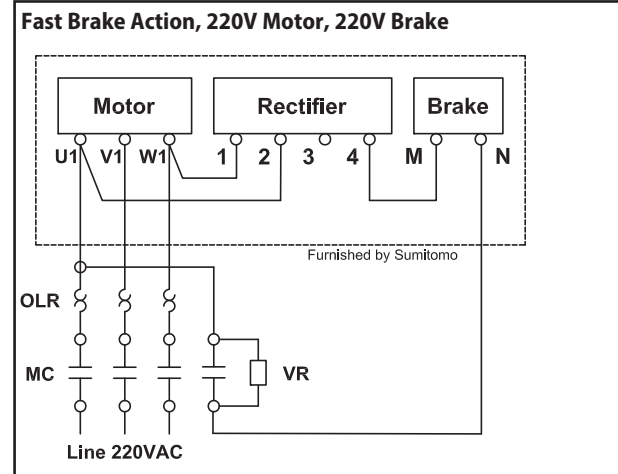 Fast Brake Action, 220V Motor, 220V Brake
Motor Rectifier Brake
U1 V1 W1 1 2 3 4 M N
Furnished by Sumitomo
OLR
MC VR
Line 220VAC